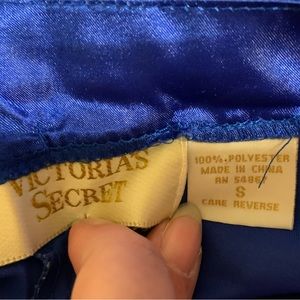 VICTORIA'S
SECRET
100% POLYESTER
MADE IN CHINA
RN 54867
S
CARE REVERSE